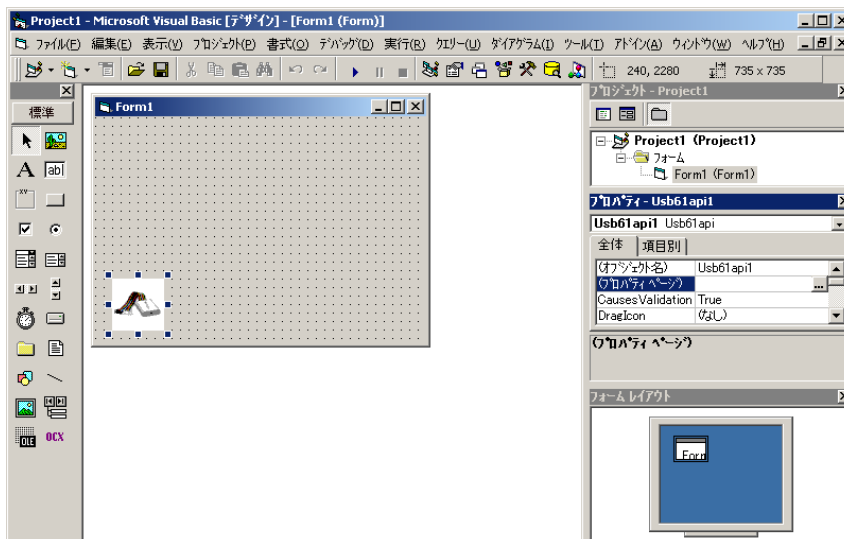 Project1 - Microsoft Visual Basic [ﾃﾞｻﾞｲﾝ] - [Form1 (Form)]
ﾌｧｲﾙ(F) 編集(E) 表示(V) ﾌﾟﾛｼﾞｪｸﾄ(P) 書式(O) ﾃﾞﾊﾞｯｸﾞ(D) 実行(R) ｸｴﾘｰ(U) ﾀﾞｲｱｸﾞﾗﾑ(I) ﾂｰﾙ(T) ｱﾄﾞｲﾝ(A) ｳｨﾝﾄﾞｳ(W) ﾍﾙﾌﾟ(H)
240, 2280 735 x 735
標準
A
ab
XY
OLE
OCX
Form1
ﾌﾟﾛｼﾞｪｸﾄ - Project1
Project1 (Project1)
ﾌｫｰﾑ
Form1 (Form1)
ﾌﾟﾛﾊﾟﾃｨ - Usb61api1
Usb61api1 Usb61api
全体 項目別
(ｵﾌﾞｼﾞｪｸﾄ名) Usb61api1
(ﾌﾟﾛﾊﾟﾃｨ ﾍﾟｰｼﾞ) ...
CausesValidation True
DragIcon (なし)
(ﾌﾟﾛﾊﾟﾃｨ ﾍﾟｰｼﾞ)
ﾌｫｰﾑ ﾚｲｱｳﾄ
Forn